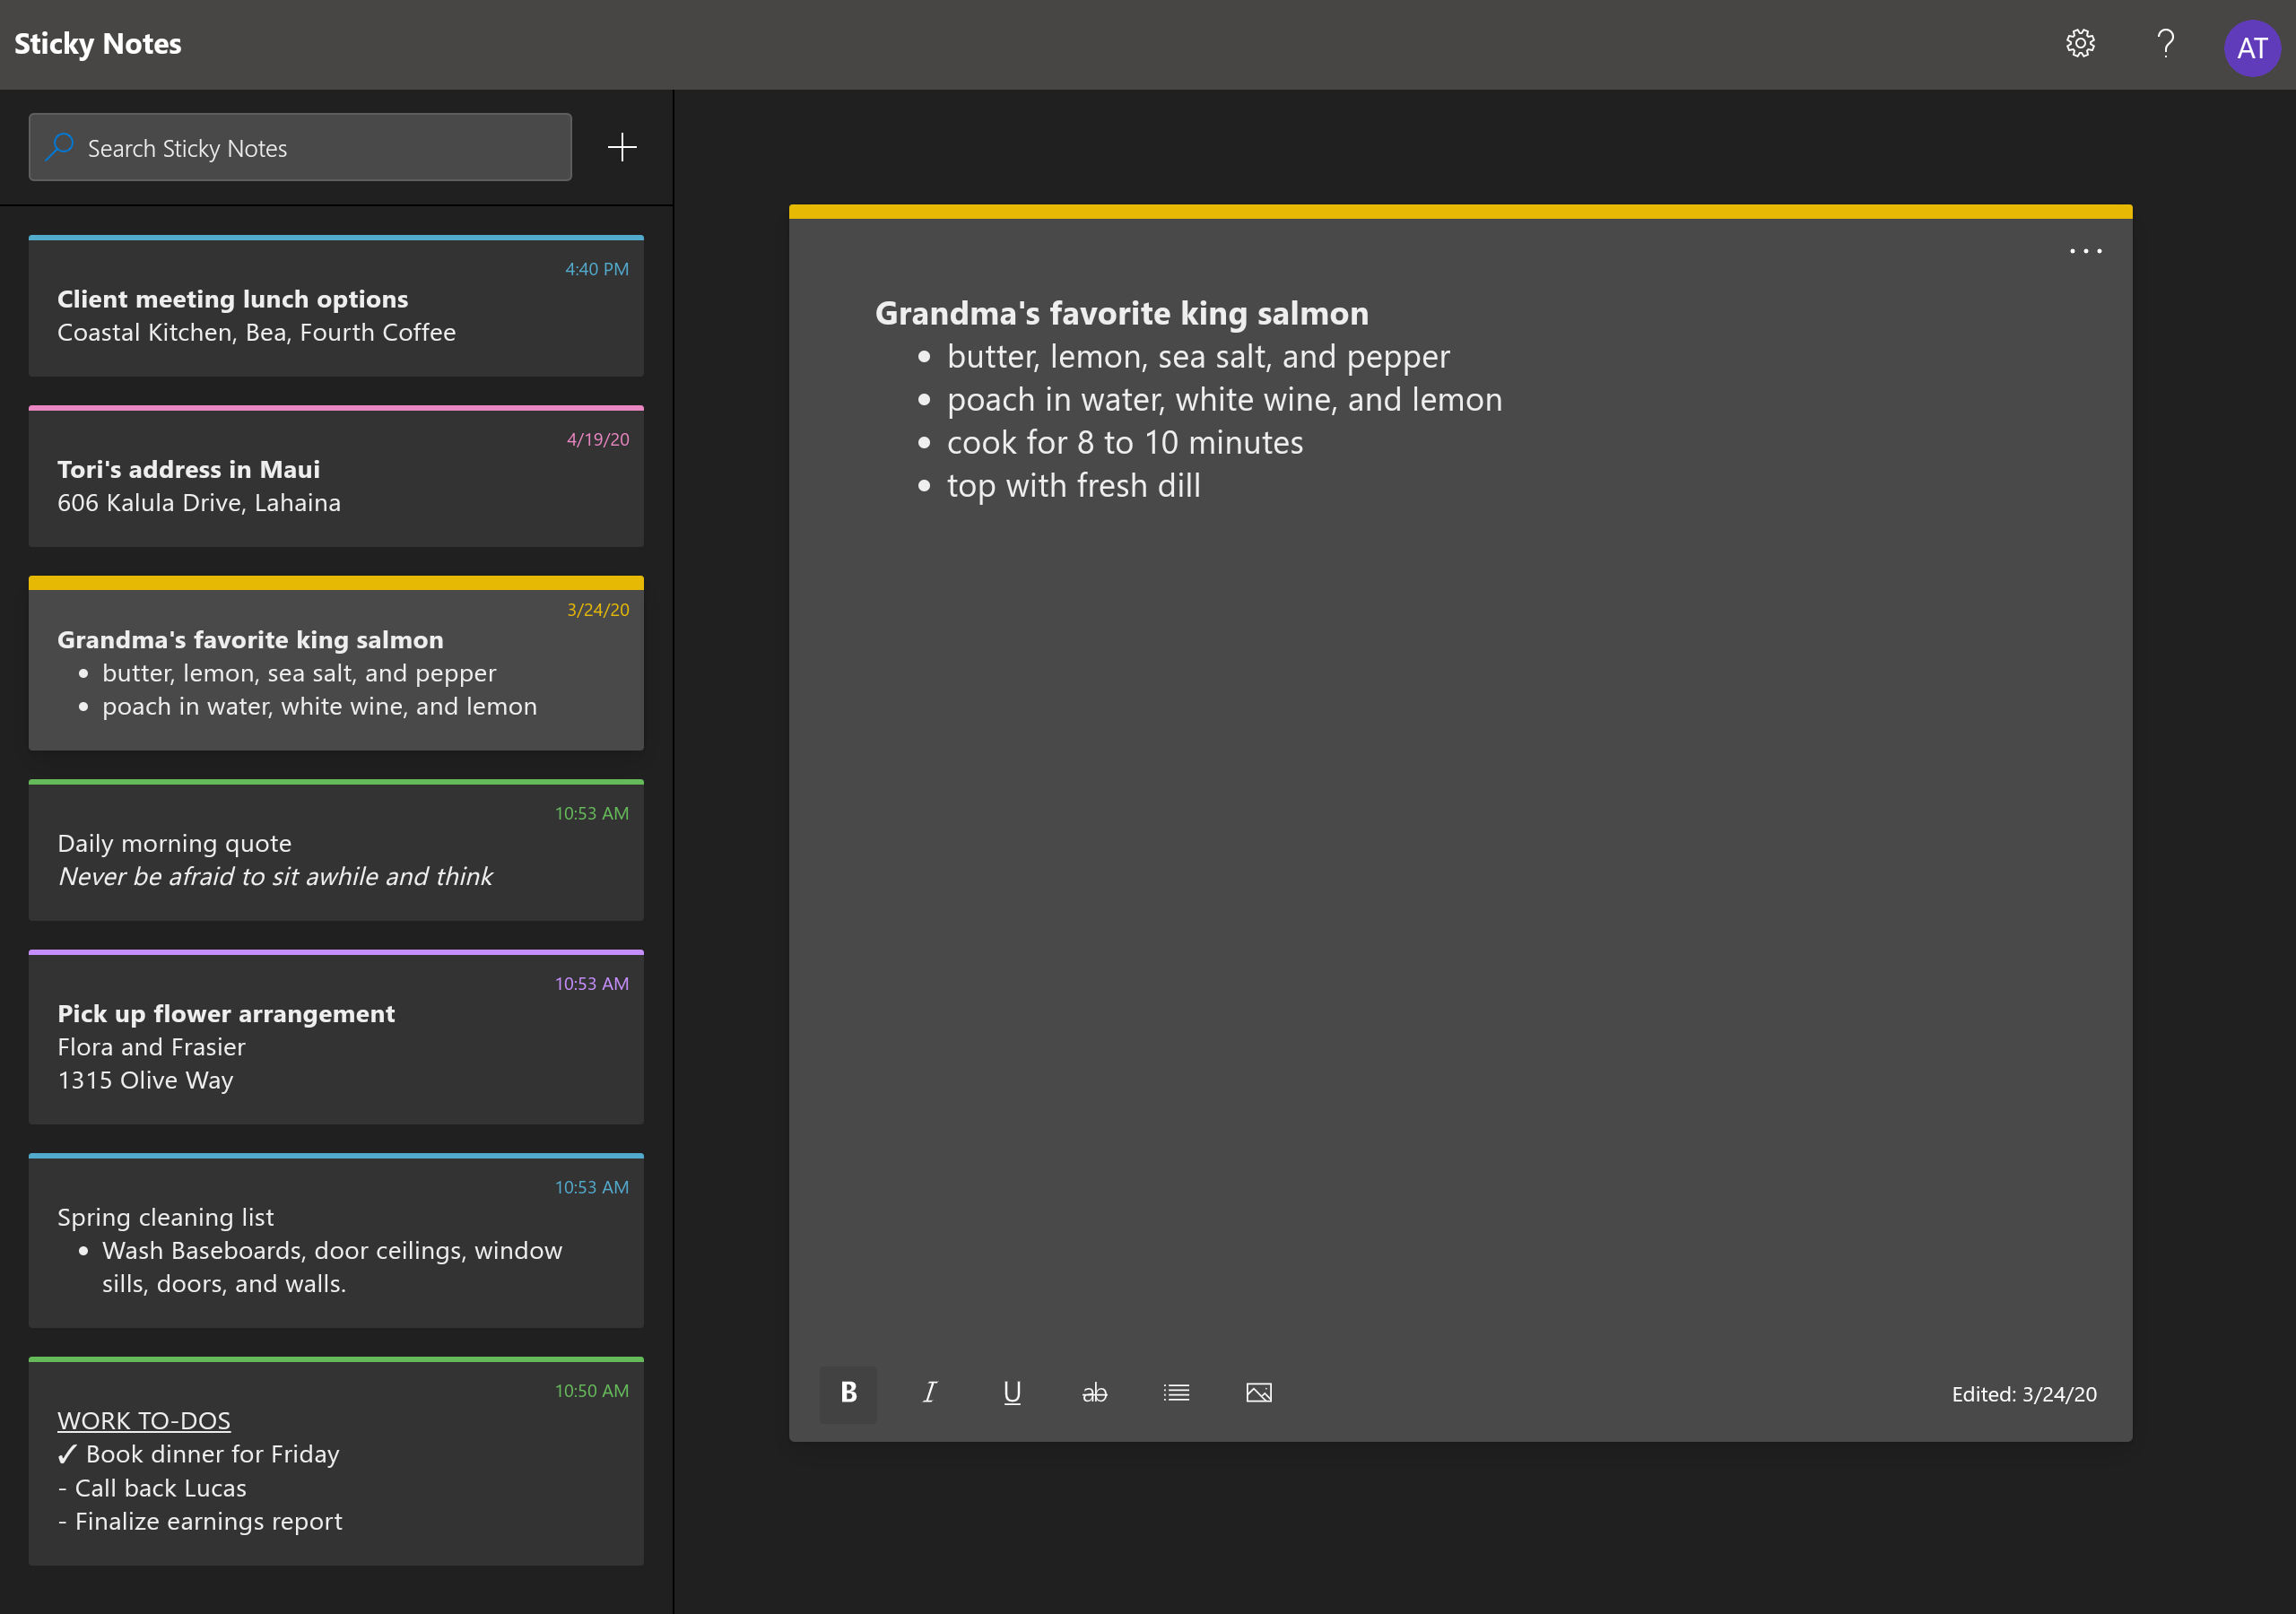 Sticky Notes
AT
Search Sticky Notes
4:40 PM
Client meeting lunch options
Coastal Kitchen, Bea, Fourth Coffee
4/19/20
Tori's address in Maui
606 Kalula Drive, Lahaina
3/24/20
Grandma's favorite king salmon
• butter, lemon, sea salt, and pepper
• poach in water, white wine, and lemon
10:53 AM
Daily morning quote
Never be afraid to sit awhile and think
10:53 AM
Pick up flower arrangement
Flora and Frasier
1315 Olive Way
10:53 AM
Spring cleaning list
• Wash Baseboards, door ceilings, window
sills, doors, and walls.
10:50 AM
WORK TO-DOS
✓ Book dinner for Friday
- Call back Lucas
- Finalize earnings report
Grandma's favorite king salmon
• butter, lemon, sea salt, and pepper
• poach in water, white wine, and lemon
• cook for 8 to 10 minutes
• top with fresh dill
B I U ab
Edited: 3/24/20